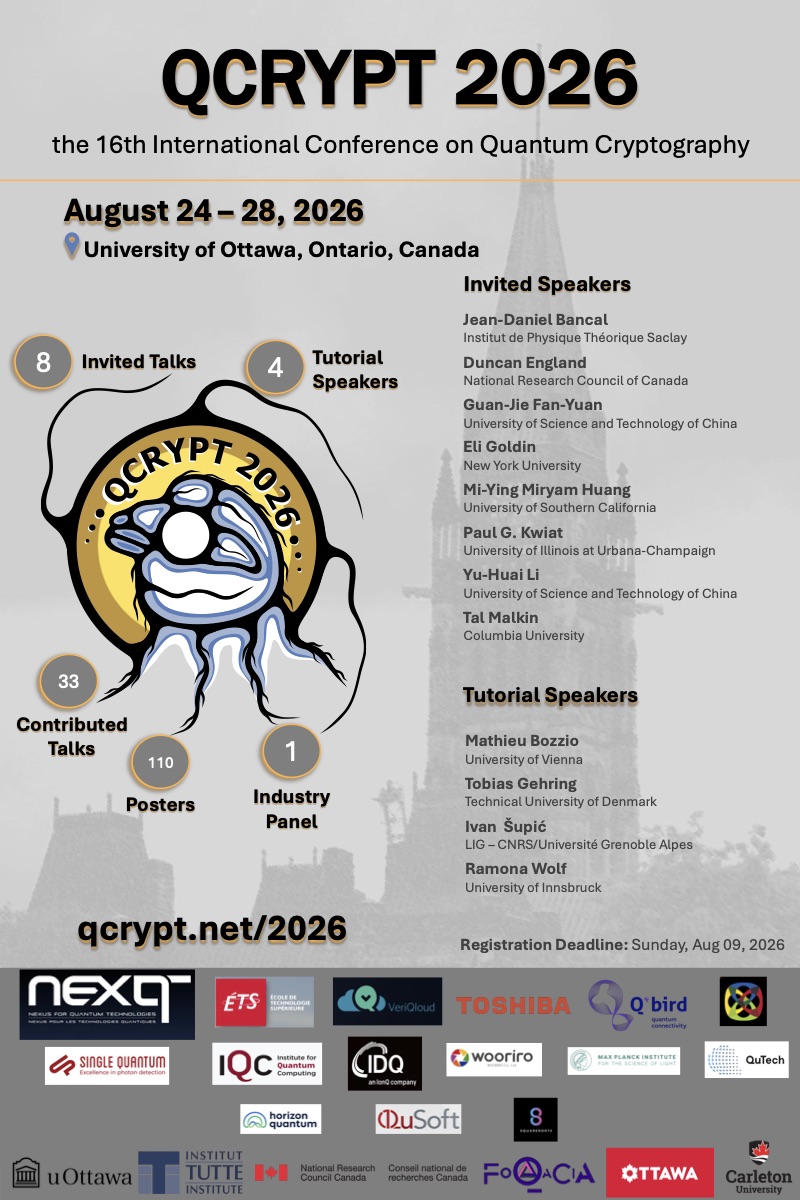 QCRYPT 2026
the 16th International Conference on Quantum Cryptography
August 24 – 28, 2026
University of Ottawa, Ontario, Canada
8
Invited Talks
4
Tutorial
Speakers
QCRYPT 2026
33
Contributed
Talks
110
Posters
1
Industry
Panel
qcrypt.net/2026
Invited Speakers
Jean-Daniel Bancal
Institut de Physique Théorique Saclay
Duncan England
National Research Council of Canada
Guan-Jie Fan-Yuan
University of Science and Technology of China
Eli Goldin
New York University
Mi-Ying Miryam Huang
University of Southern California
Paul G. Kwiat
University of Illinois at Urbana-Champaign
Yu-Huai Li
University of Science and Technology of China
Tal Malkin
Columbia University
Tutorial Speakers
Mathieu Bozzio
University of Vienna
Tobias Gehring
Technical University of Denmark
Ivan Šupić
LIG – CNRS/Université Grenoble Alpes
Ramona Wolf
University of Innsbruck
Registration Deadline: Sunday, Aug 09, 2026
nexq
NEXUS FOR QUANTUM TECHNOLOGIES
NEXUS POUR LES TECHNOLOGIES QUANTIQUES
ÉTS
ÉCOLE DE
TECHNOLOGIE
SUPÉRIEURE
VeriQloud
TOSHIBA
Q*bird
quantum
connectivity
SINGLE QUANTUM
Excellence in photon detection
IQC
Institute for
Quantum
Computing
IDQ
an IonQ company
wooriro
MAX PLANCK INSTITUTE
FOR THE SCIENCE OF LIGHT
QuTech
horizon
quantum
QuSoft
8
SQUAREROOT8
uOttawa
INSTITUT
TUTTE
INSTITUTE
National Research
Council Canada
Conseil national de
recherches Canada
FoQaCiA
OTTAWA
Carleton
University